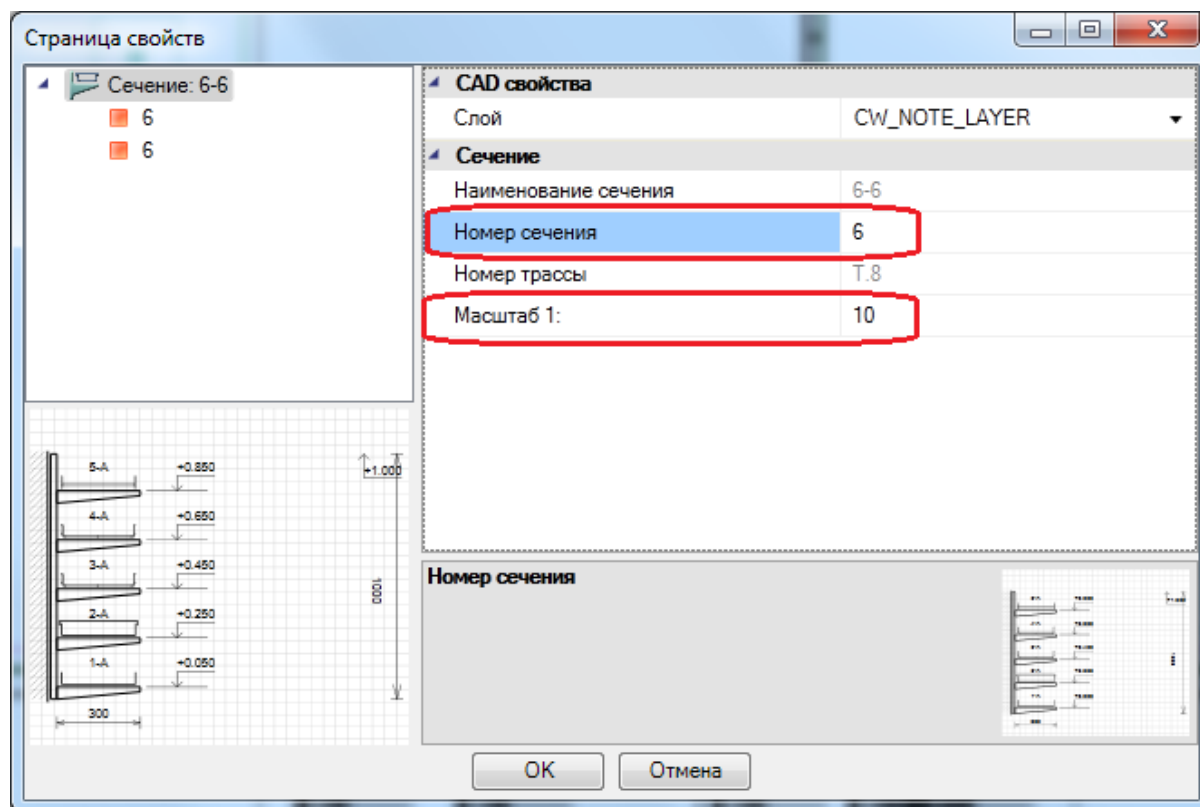 Страница свойств
Сечение: 6-6
6
6
CAD свойства
Слой CW_NOTE_LAYER
Сечение
Наименование сечения 6-6
Номер сечения 6
Номер трассы Т.8
Масштаб 1: 10
5-А +0.850 +1.000
4-А +0.650
3-А +0.450
1000
2-А +0.250
1-А +0.050
300
Номер сечения
OK Отмена